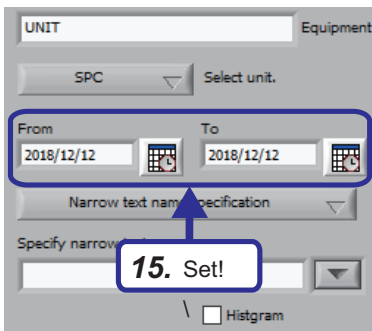 UNIT Equipment
SPC Select unit.
From To
2018/12/12 2018/12/12
Narrow text name specification
Specify narrow
15. Set!
\ Histgram